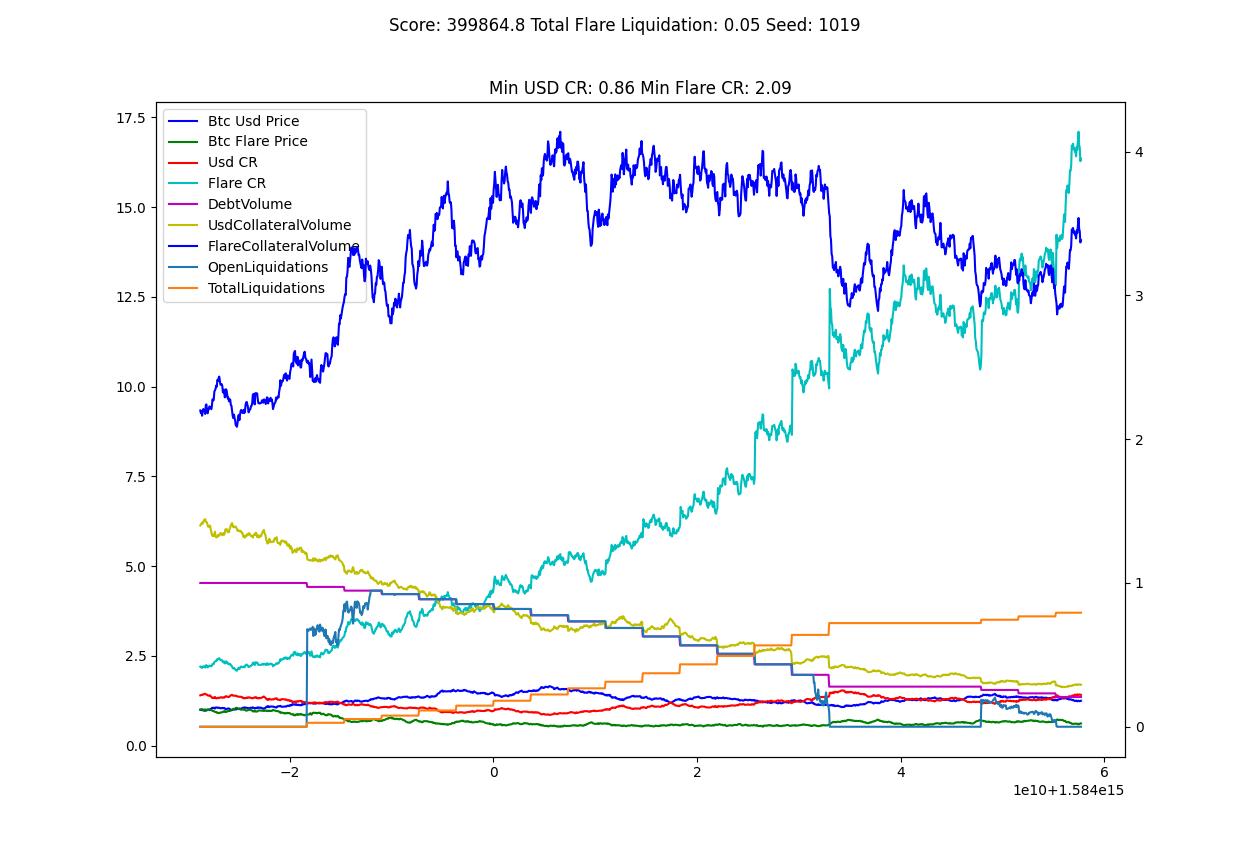 Score: 399864.8 Total Flare Liquidation: 0.05 Seed: 1019
Min USD CR: 0.86 Min Flare CR: 2.09
Btc Usd Price
Btc Flare Price
Usd CR
Flare CR
DebtVolume
UsdCollateralVolume
FlareCollateralVolume
OpenLiquidations
TotalLiquidations
17.5
15.0
12.5
10.0
7.5
5.0
2.5
0.0
4
3
2
1
0
−2 0 2 4 6
1e10+1.584e15